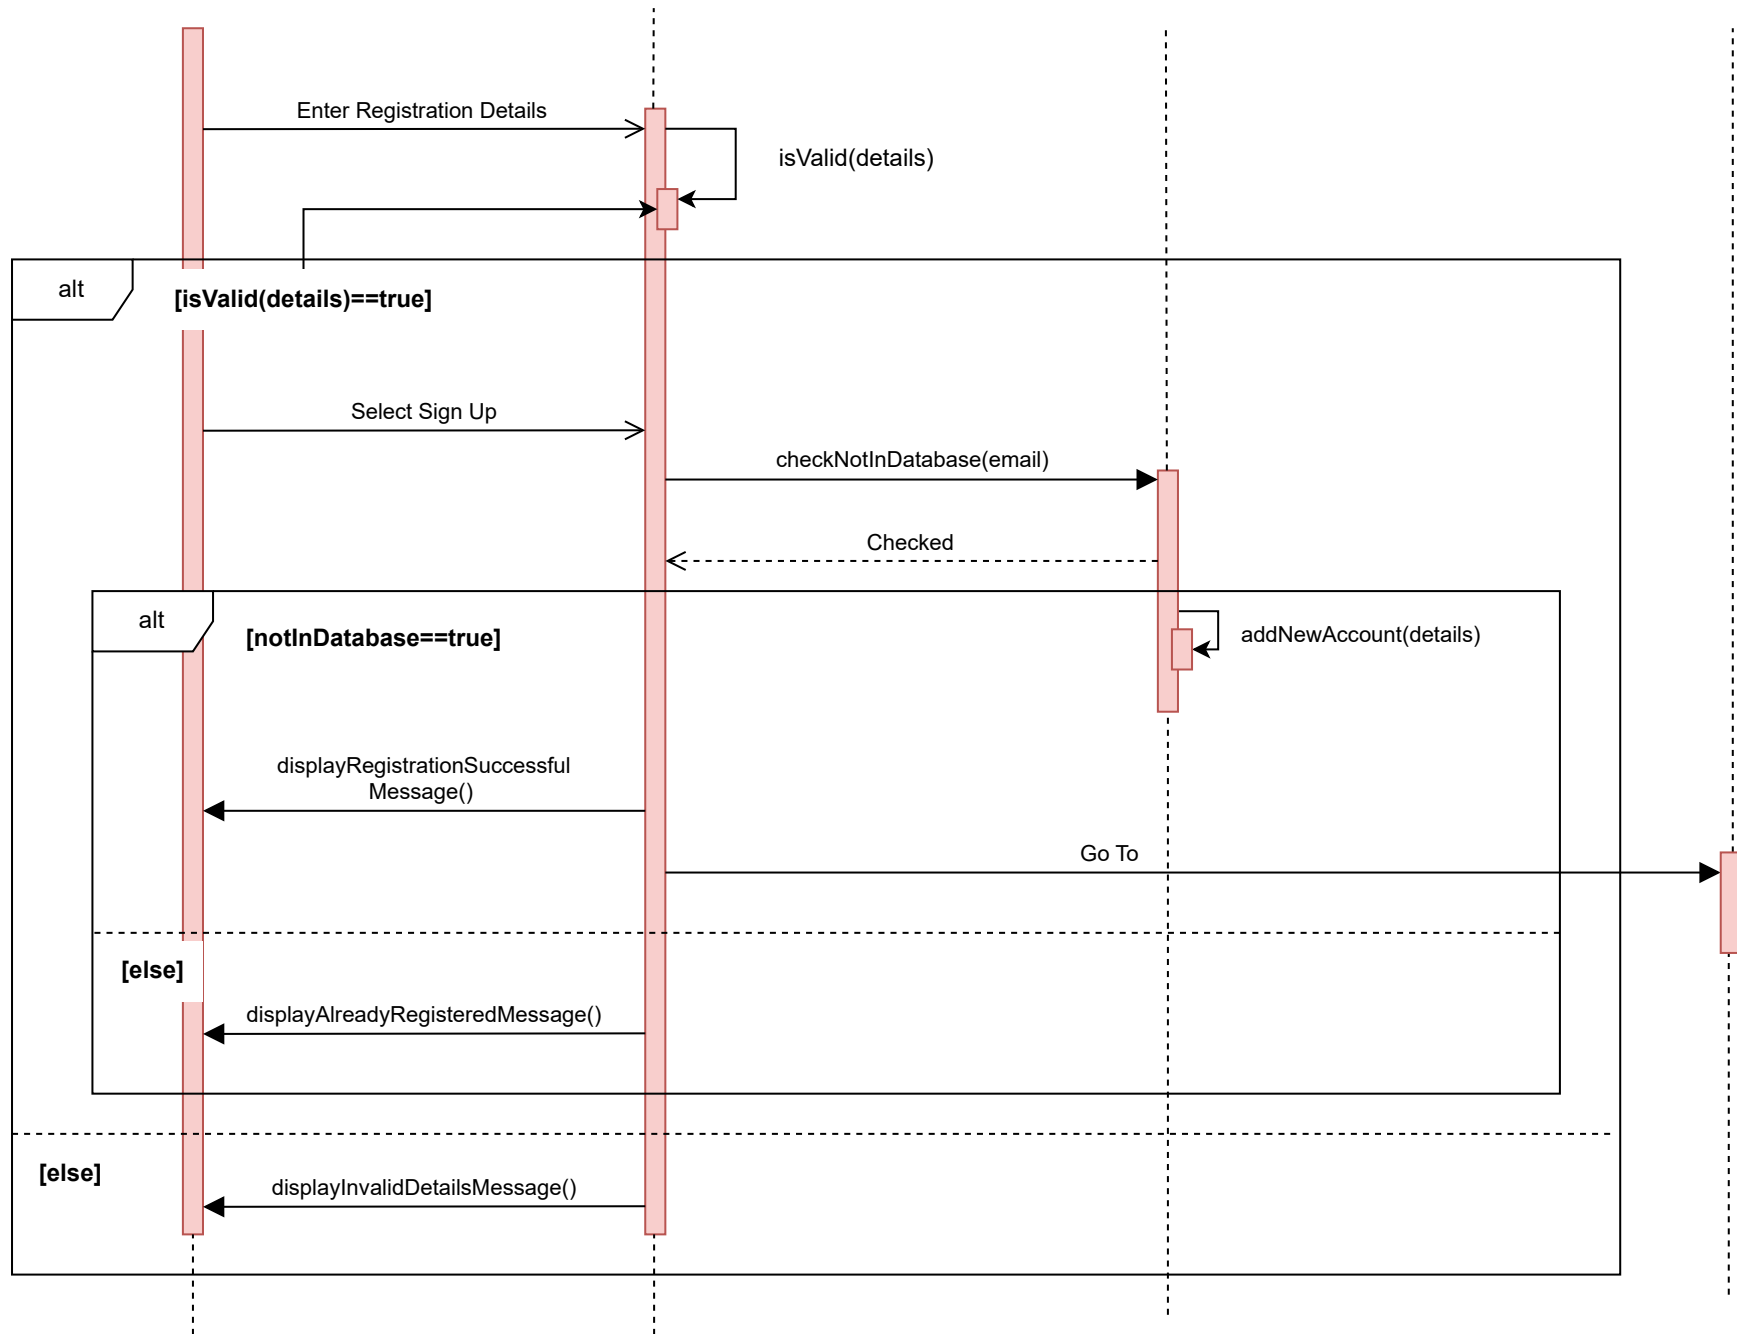 Enter Registration Details
isValid(details)
alt
[isValid(details)==true]
Select Sign Up
checkNotInDatabase(email)
Checked
alt
[notInDatabase==true]
addNewAccount(details)
displayRegistrationSuccessful
Message()
Go To
[else]
displayAlreadyRegisteredMessage()
[else]
displayInvalidDetailsMessage()